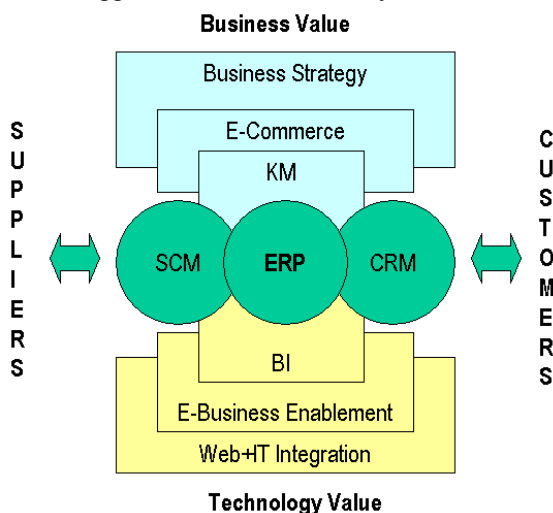 Business Value
Business Strategy
E-Commerce
KM
SUPPLIERS
SCM
ERP
CRM
CUSTOMERS
BI
E-Business Enablement
Web+IT Integration
Technology Value